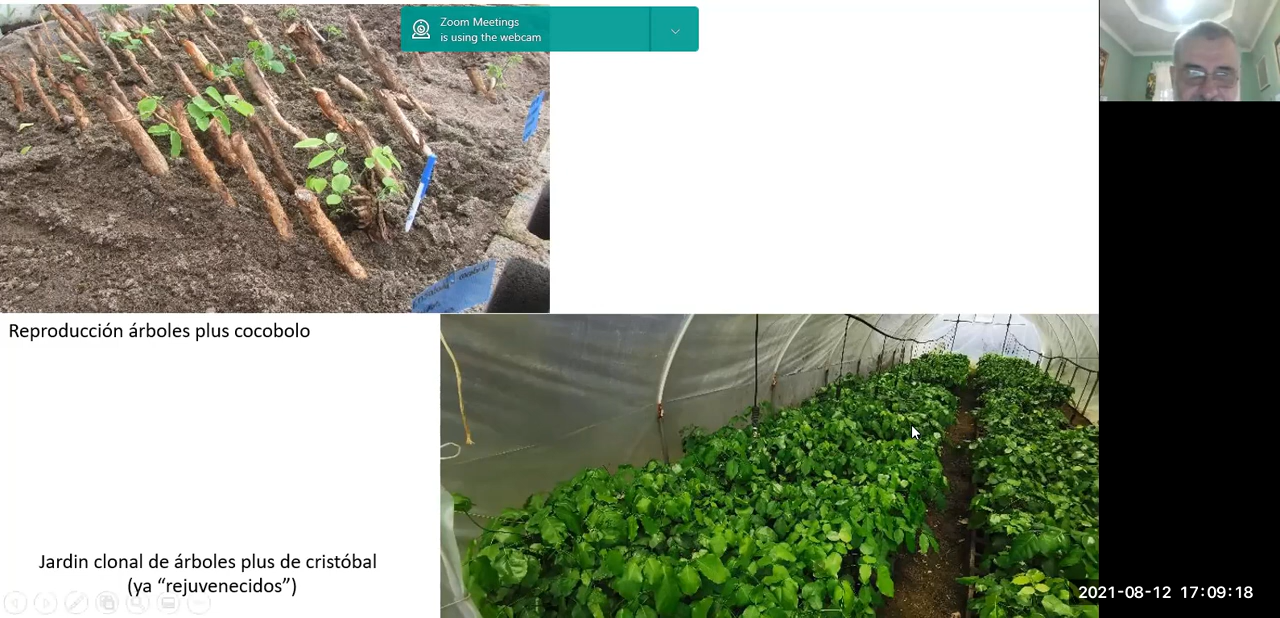 Zoom Meetings
is using the webcam
Reproducción árboles plus cocobolo
Jardin clonal de árboles plus de cristóbal
(ya “rejuvenecidos”)
2021-08-12 17:09:18